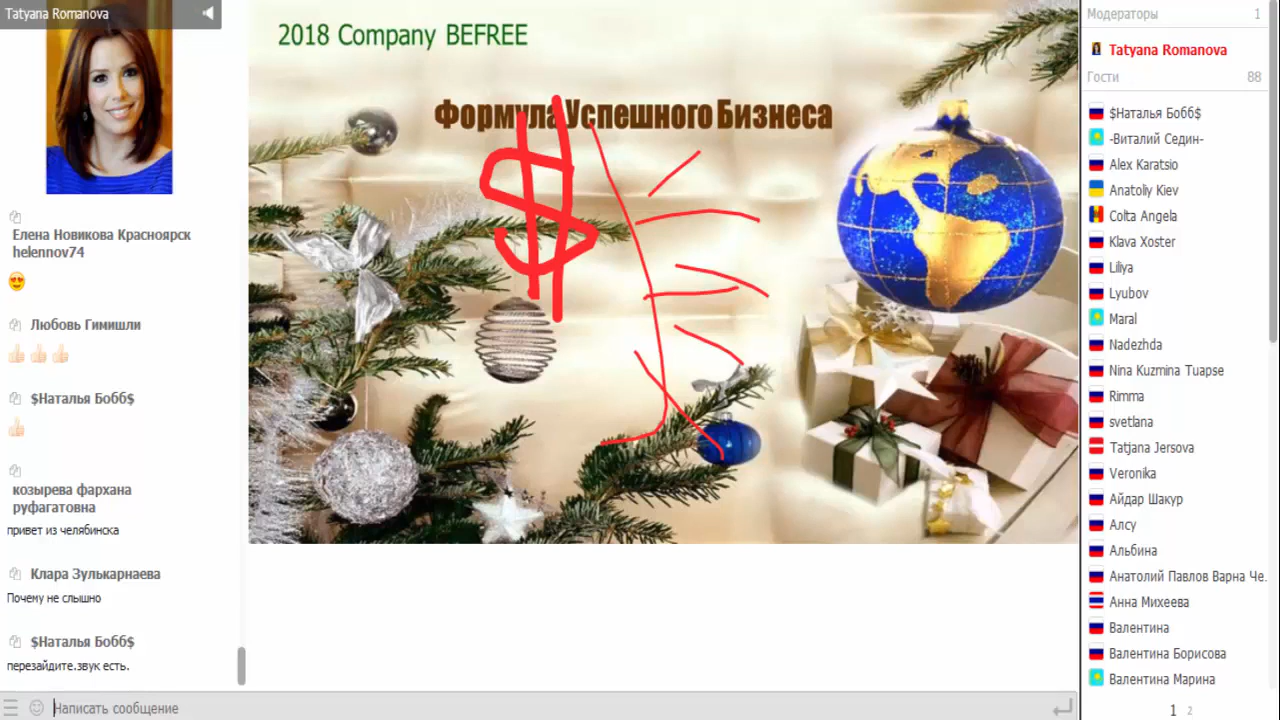 Tatyana Romanova
Елена Новикова Красноярск
helennov74
Любовь Гимишли
$Наталья Бобб$
козырева фархана
руфагатовна
привет из челябинска
Клара Зулькарнаева
Почему не слышно
$Наталья Бобб$
перезайдите.звук есть.
Написать сообщение
2018 Company BEFREE
Формула Успешного Бизнеса
$
Модераторы 1
Tatyana Romanova
Гости 88
$Наталья Бобб$
-Виталий Седин-
Alex Karatsio
Anatoliy Kiev
Colta Angela
Klava Xoster
Liliya
Lyubov
Maral
Nadezhda
Nina Kuzmina Tuapse
Rimma
svetlana
Tatjana Jersova
Veronika
Айдар Шакур
Алсу
Альбина
Анатолий Павлов Варна Че.
Анна Михеева
Валентина
Валентина Борисова
Валентина Марина
1 2